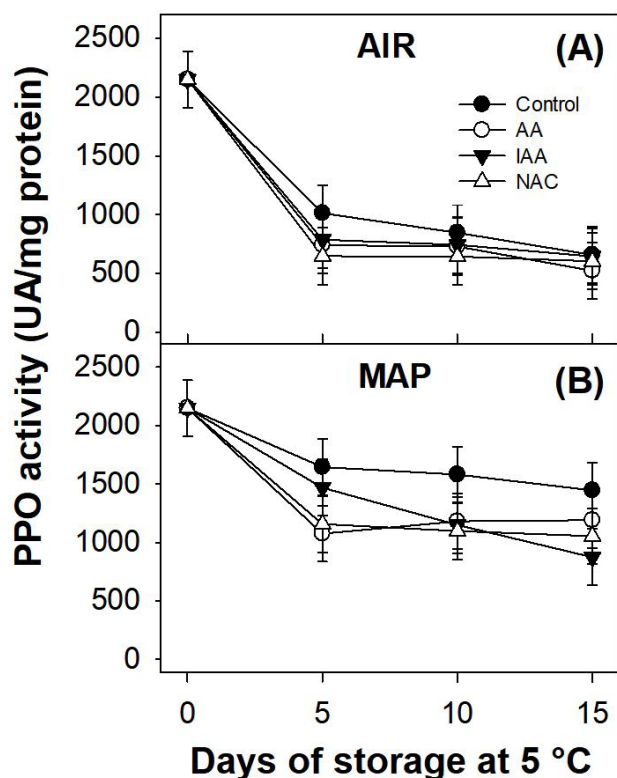 PPO activity (UA/mg protein)
AIR
(A)
Control
AA
IAA
NAC
2500
2000
1500
1000
500
0
MAP
(B)
2500
2000
1500
1000
500
0
0 5 10 15
Days of storage at 5 °C